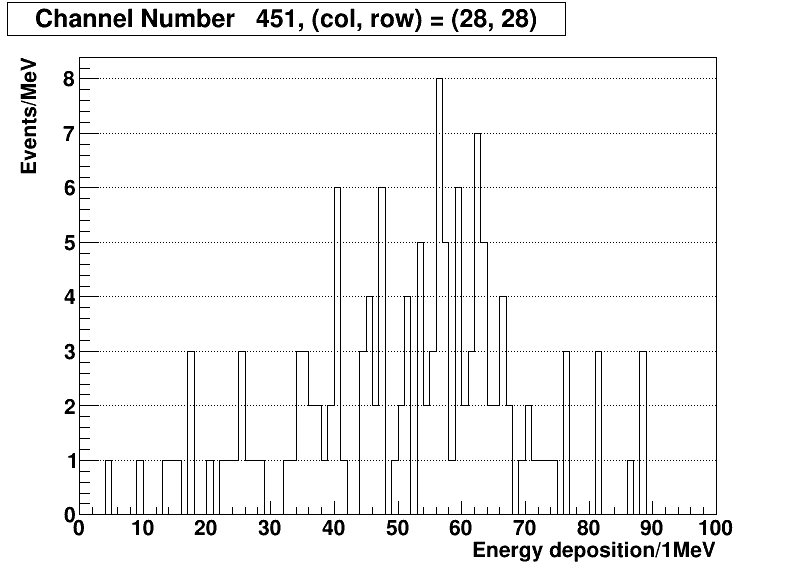 Channel Number 451, (col, row) = (28, 28)
Events/MeV
8
7
6
5
4
3
2
1
0
0 10 20 30 40 50 60 70 80 90 100
Energy deposition/1MeV